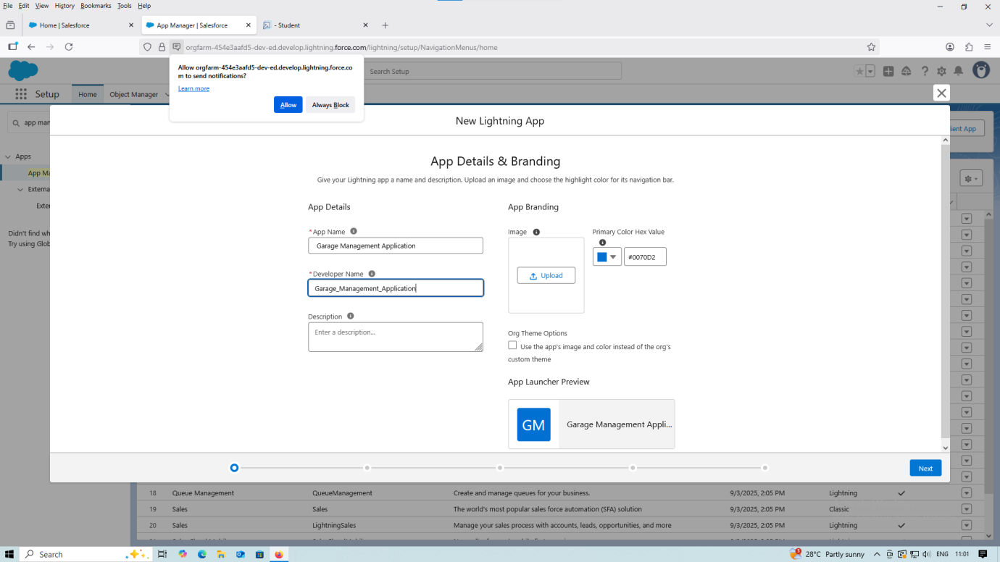 File Edit View History Bookmarks Tools Help
Home | Salesforce
App Manager | Salesforce
- Student
orgfarm-454e3aafd5-dev-ed.develop.lightning.force.com/lightning/setup/NavigationMenus/home
Allow orgfarm-454e3aafd5-dev-ed.develop.lightning.force.co
m to send notifications?
Learn more
Allow
Always Block
Search Setup
Setup
Home
Object Manager
app man
ient App
New Lightning App
Apps
App Ma
Externa
Exte
Didn't find wh
Try using Glob
App Details & Branding
Give your Lightning app a name and description. Upload an image and choose the highlight color for its navigation bar.
App Details
App Branding
*App Name
Garage Management Application
*Developer Name
Garage_Management_Application
Description
Enter a description...
Image
Upload
Primary Color Hex Value
#0070D2
Org Theme Options
Use the app's image and color instead of the org's
custom theme
App Launcher Preview
GM
Garage Management Appli...
Next
18 Queue Management QueueManagement Create and manage queues for your business. 9/3/2025, 2:05 PM Lightning
19 Sales Sales The world's most popular sales force automation (SFA) solution 9/3/2025, 2:05 PM Classic
20 Sales LightningSales Manage your sales process with accounts, leads, opportunities, and more 9/3/2025, 2:05 PM Lightning
Search
28°C Partly sunny
ENG
11:01